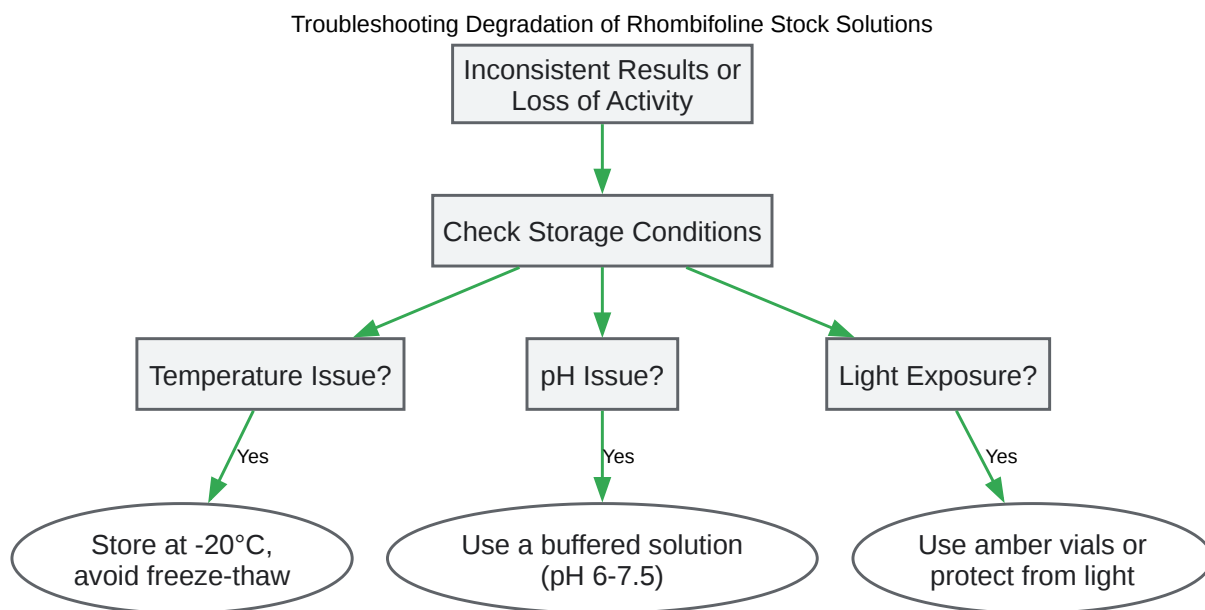 Troubleshooting Degradation of Rhombifoline Stock Solutions
Inconsistent Results or
Loss of Activity
Check Storage Conditions
Temperature Issue?
pH Issue?
Light Exposure?
Yes
Yes
Yes
Store at -20°C,
avoid freeze-thaw
Use a buffered solution
(pH 6-7.5)
Use amber vials or
protect from light